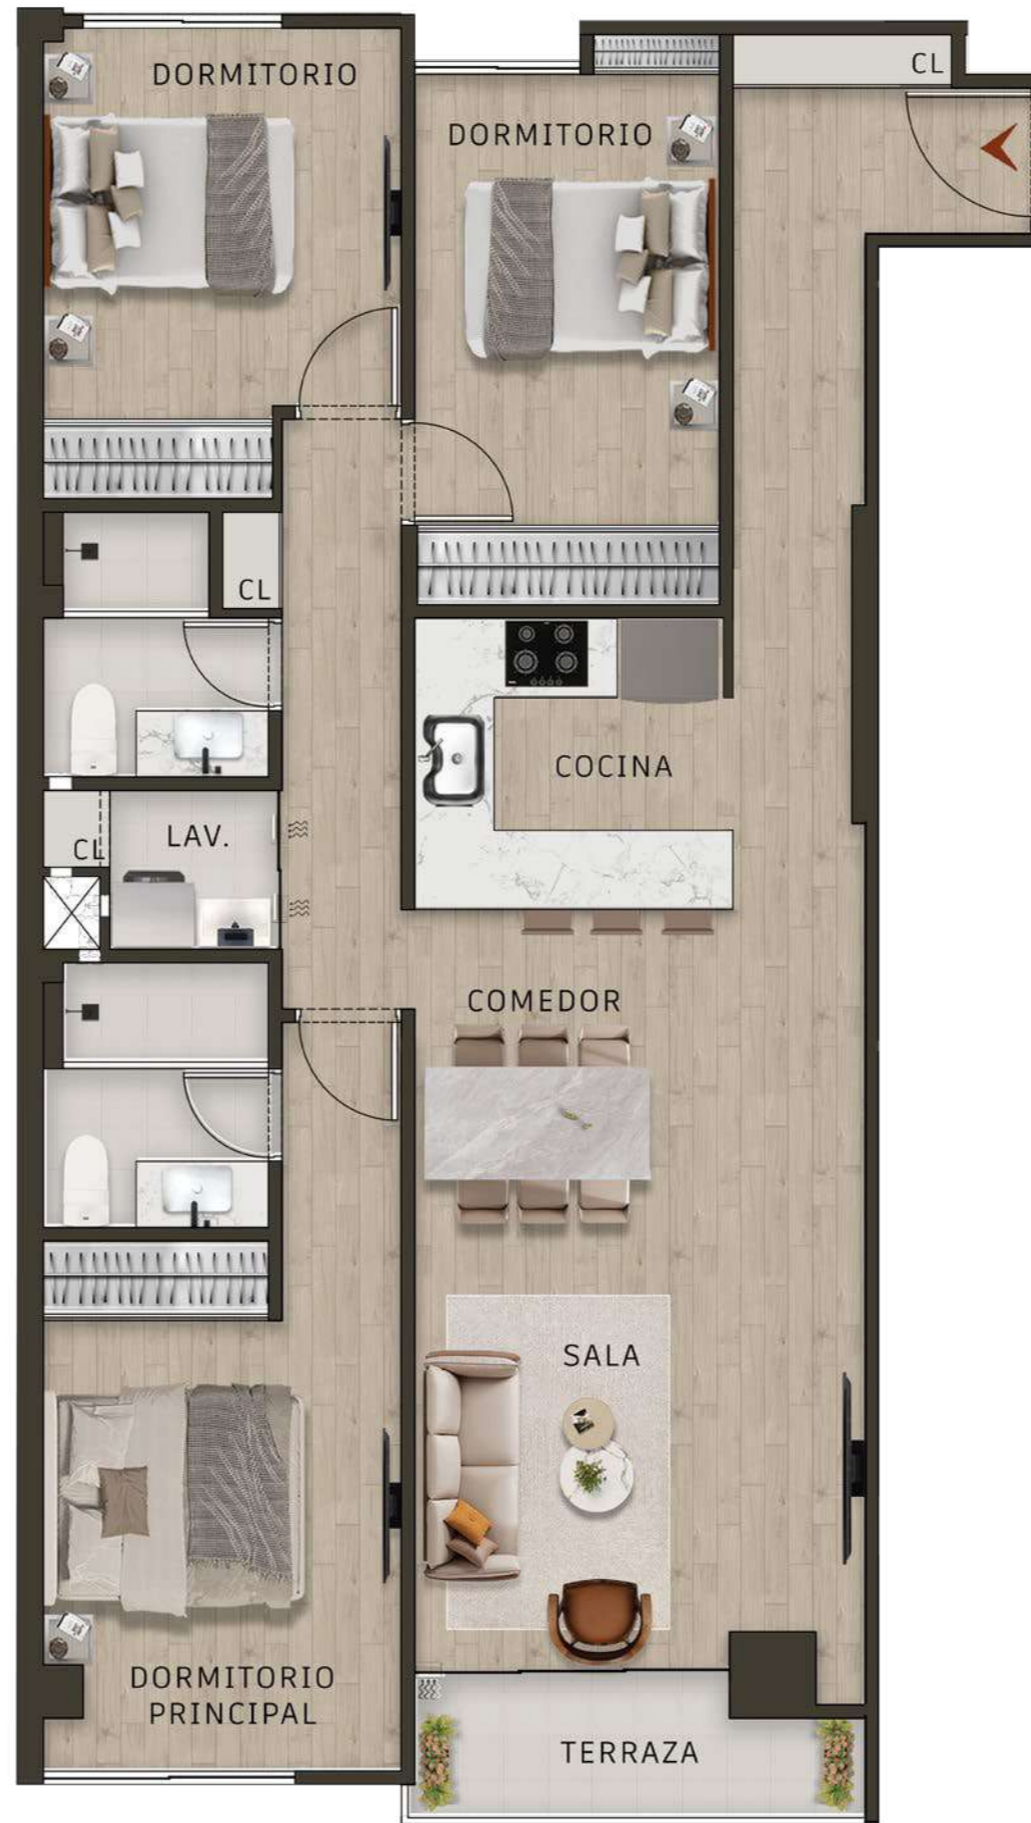 DORMITORIO
CL
DORMITORIO
CL
COCINA
LAV.
CL
COMEDOR
SALA
DORMITORIO
PRINCIPAL
TERRAZA